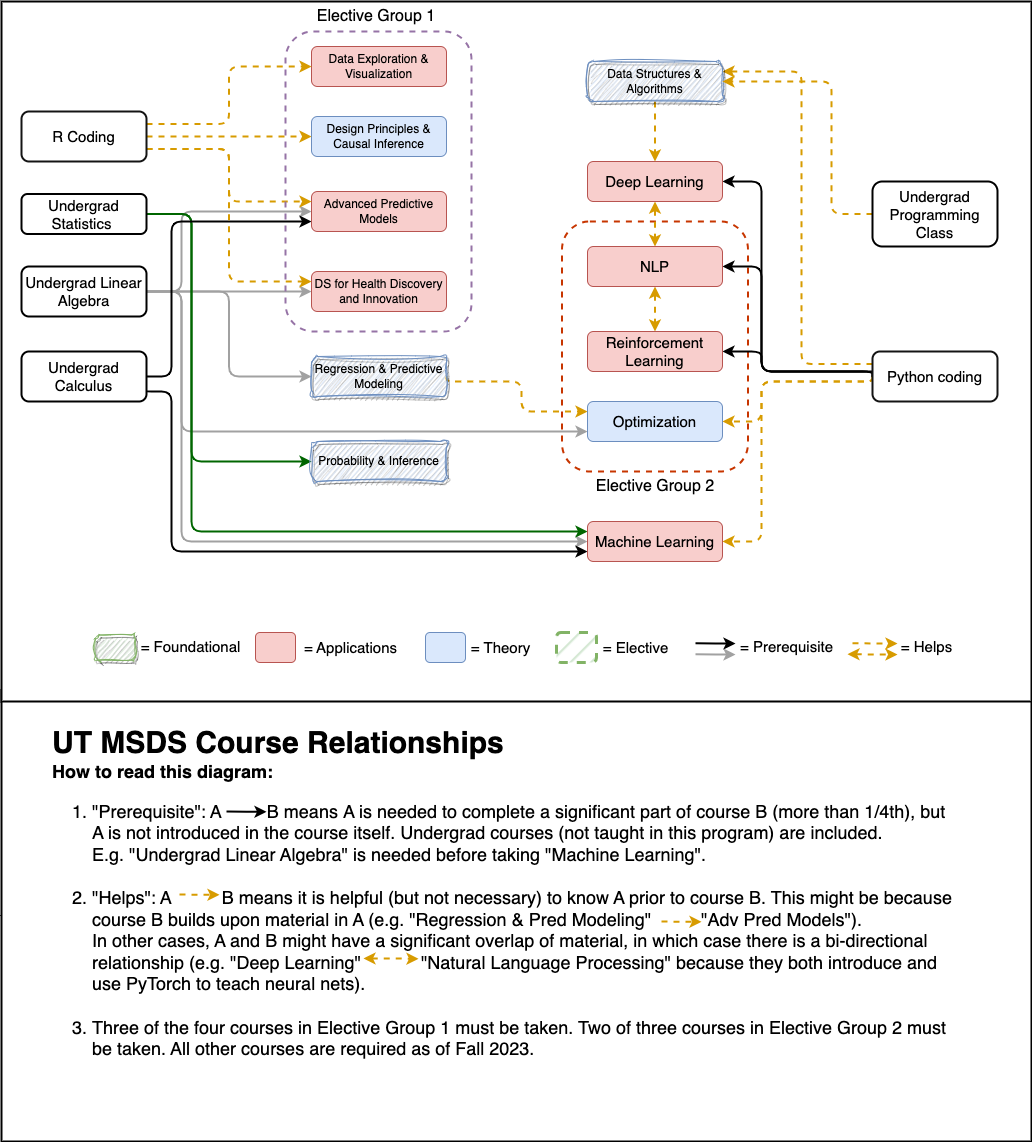 Elective Group 1
Data Exploration &
Visualization
Data Structures &
Algorithms
R Coding
Design Principles &
Causal Inference
Deep Learning
Undergrad
Statistics
Advanced Predictive
Models
Undergrad
Programming
Class
NLP
Undergrad Linear
Algebra
DS for Health Discovery
and Innovation
Reinforcement
Learning
Undergrad
Calculus
Regression & Predictive
Modeling
Python coding
Optimization
Probability & Inference
Elective Group 2
Machine Learning
= Foundational
= Applications
= Theory
= Elective
= Prerequisite
= Helps
UT MSDS Course Relationships
How to read this diagram:
1. "Prerequisite": A B means A is needed to complete a significant part of course B (more than 1/4th), but
A is not introduced in the course itself. Undergrad courses (not taught in this program) are included.
E.g. "Undergrad Linear Algebra" is needed before taking "Machine Learning".
2. "Helps": A B means it is helpful (but not necessary) to know A prior to course B. This might be because
course B builds upon material in A (e.g. "Regression & Pred Modeling" "Adv Pred Models").
In other cases, A and B might have a significant overlap of material, in which case there is a bi-directional
relationship (e.g. "Deep Learning" "Natural Language Processing" because they both introduce and
use PyTorch to teach neural nets).
3. Three of the four courses in Elective Group 1 must be taken. Two of three courses in Elective Group 2 must
be taken. All other courses are required as of Fall 2023.